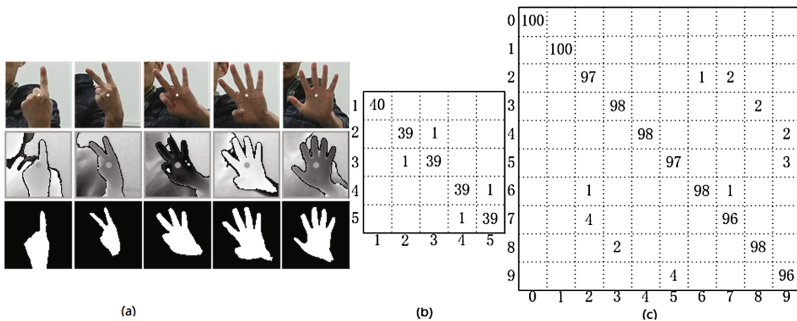 0 100
1 100
2 97 1 2
3 98 2
4 98 2
5 97 3
6 1 98 1
7 4 96
8 2 98
9 4 96
0 1 2 3 4 5 6 7 8 9
1 40
2 39 1
3 1 39
4 39 1
5 1 39
1 2 3 4 5
(a)
(b)
(c)